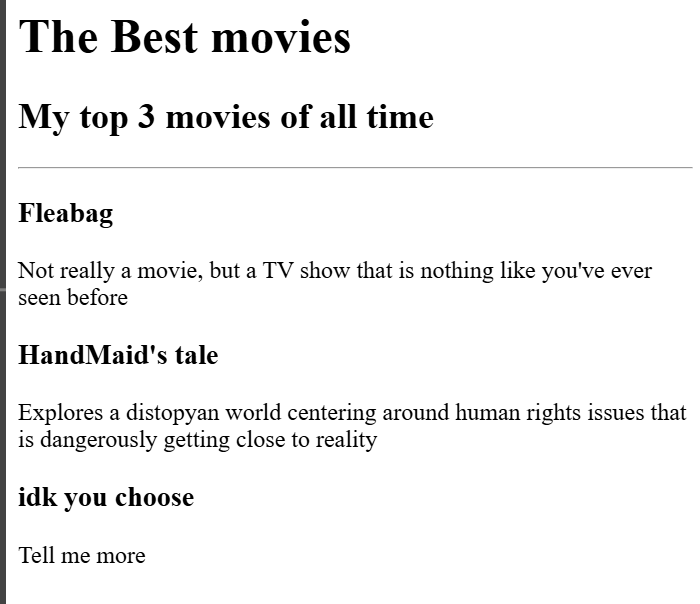 The Best movies
My top 3 movies of all time
Fleabag
Not really a movie, but a TV show that is nothing like you've ever
seen before
HandMaid's tale
Explores a distopyan world centering around human rights issues that
is dangerously getting close to reality
idk you choose
Tell me more